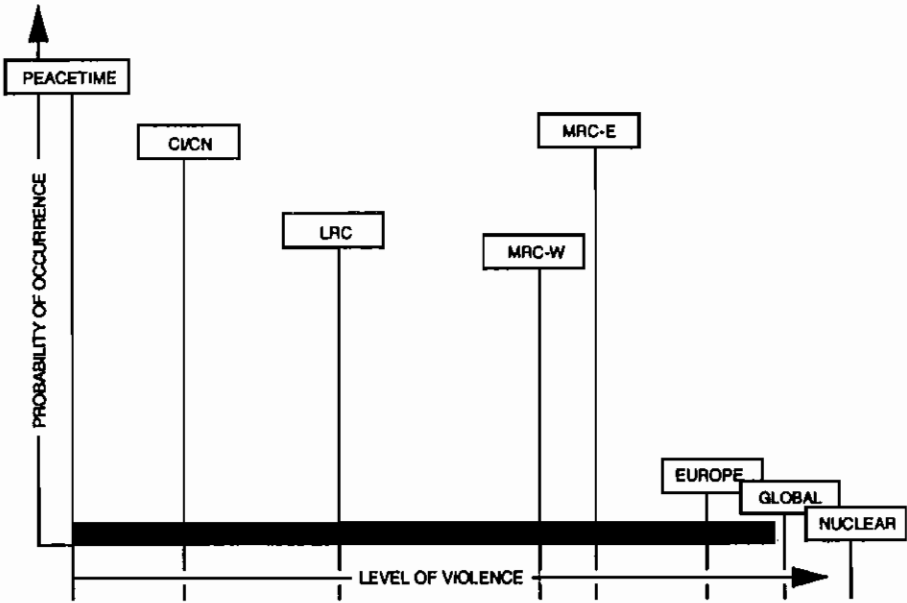 PEACETIME
CI/CN
MRC-E
LRC
MRC-W
EUROPE
GLOBAL
NUCLEAR
PROBABILITY OF OCCURRENCE
LEVEL OF VIOLENCE